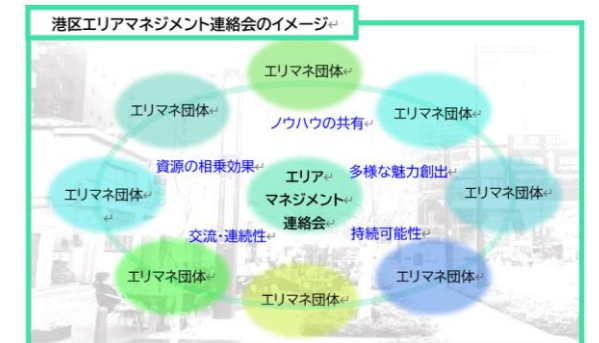 港区エリアマネジメント連絡会のイメージ↵
エリマネ団体↵
エリマネ団体↵
エリマネ団体↵
ノウハウの共有↵
資源の相乗効果↵
多様な魅力創出↵
エリア↵
マネジメント↵
連絡会↵
エリマネ団体↵
↵
エリマネ団体↵
交流・連続性↵
持続可能性↵
エリマネ団体↵
エリマネ団体↵
エリマネ団体↵